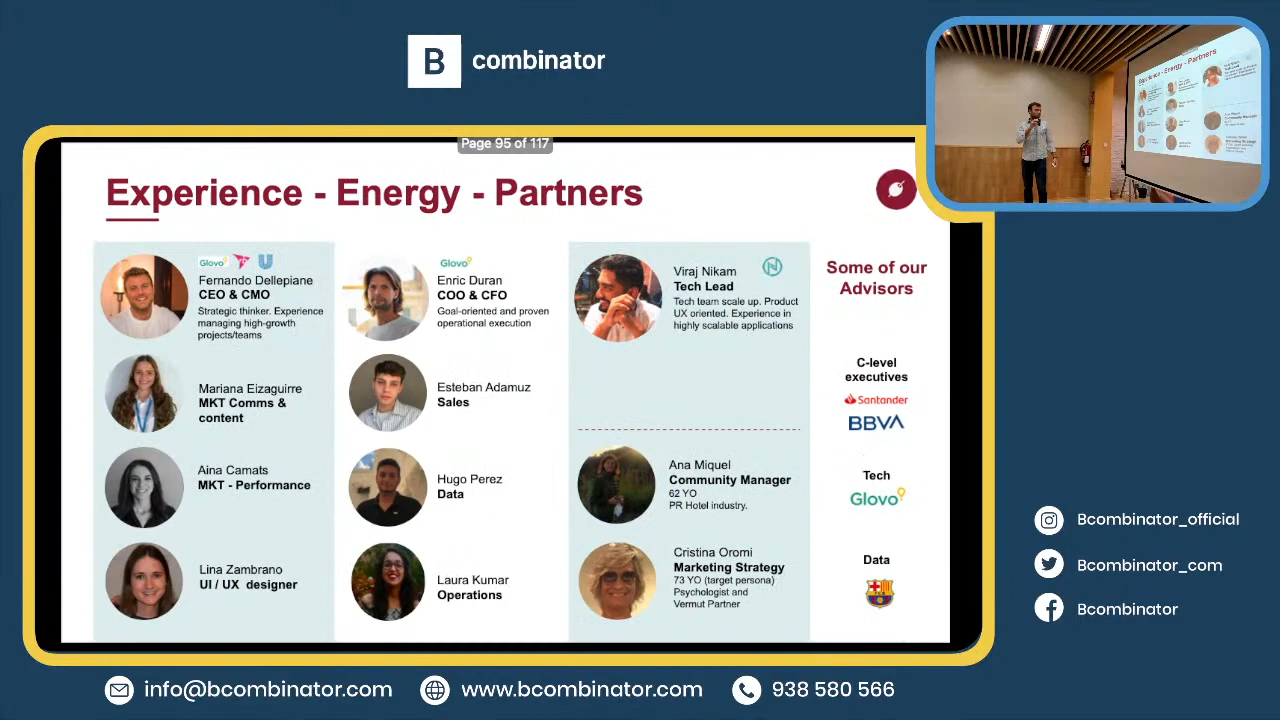 B combinator
Page 95 of 117
Experience - Energy - Partners
Glovo
Fernando Dellepiane
CEO & CMO
Strategic thinker. Experience
managing high-growth
projects/teams
Mariana Eizaguirre
MKT Comms &
content
Aina Camats
MKT - Performance
Lina Zambrano
UI / UX designer
Glovo
Enric Duran
COO & CFO
Goal-oriented and proven
operational execution
Esteban Adamuz
Sales
Hugo Perez
Data
Laura Kumar
Operations
Viraj Nikam
Tech Lead
Tech team scale up. Product
UX oriented. Experience in
highly scalable applications
Ana Miquel
Community Manager
62 YO
PR Hotel industry.
Cristina Oromi
Marketing Strategy
73 YO (target persona)
Psychologist and
Vermut Partner
Some of our
Advisors
C-level
executives
Santander
BBVA
Tech
Glovo
Data
Experience - Energy - Partners
Bcombinator_official
Bcombinator_com
Bcombinator
info@bcombinator.com
www.bcombinator.com
938 580 566